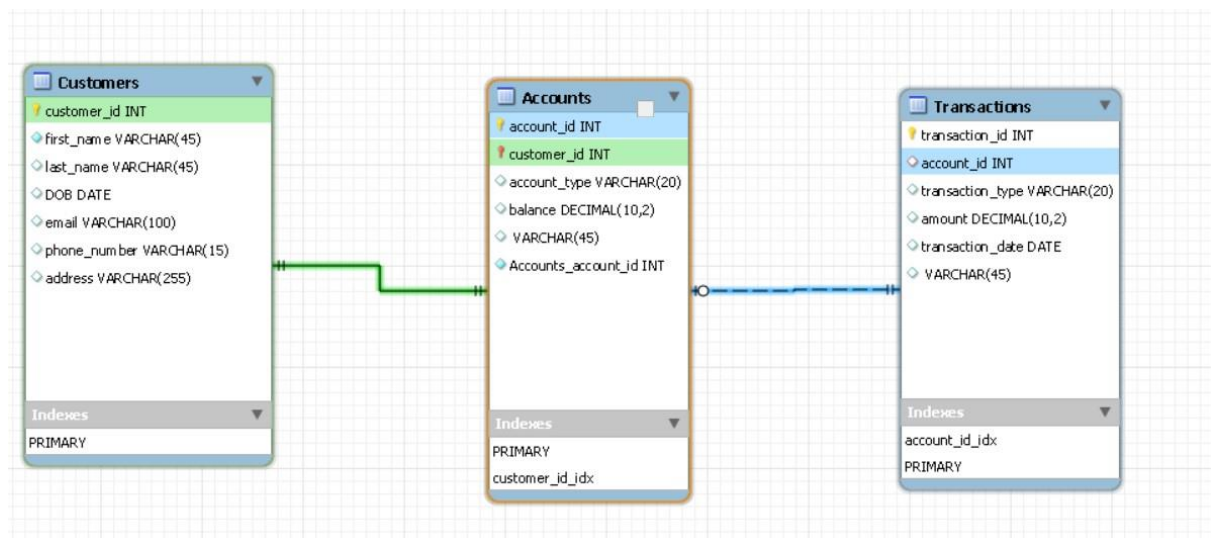 Customers
customer_id INT
first_name VARCHAR(45)
last_name VARCHAR(45)
DOB DATE
email VARCHAR(100)
phone_number VARCHAR(15)
address VARCHAR(255)
Indexes
PRIMARY
Accounts
account_id INT
customer_id INT
account_type VARCHAR(20)
balance DECIMAL(10,2)
VARCHAR(45)
Accounts_account_id INT
Indexes
PRIMARY
customer_id_idx
Transactions
transaction_id INT
account_id INT
transaction_type VARCHAR(20)
amount DECIMAL(10,2)
transaction_date DATE
VARCHAR(45)
Indexes
account_id_idx
PRIMARY